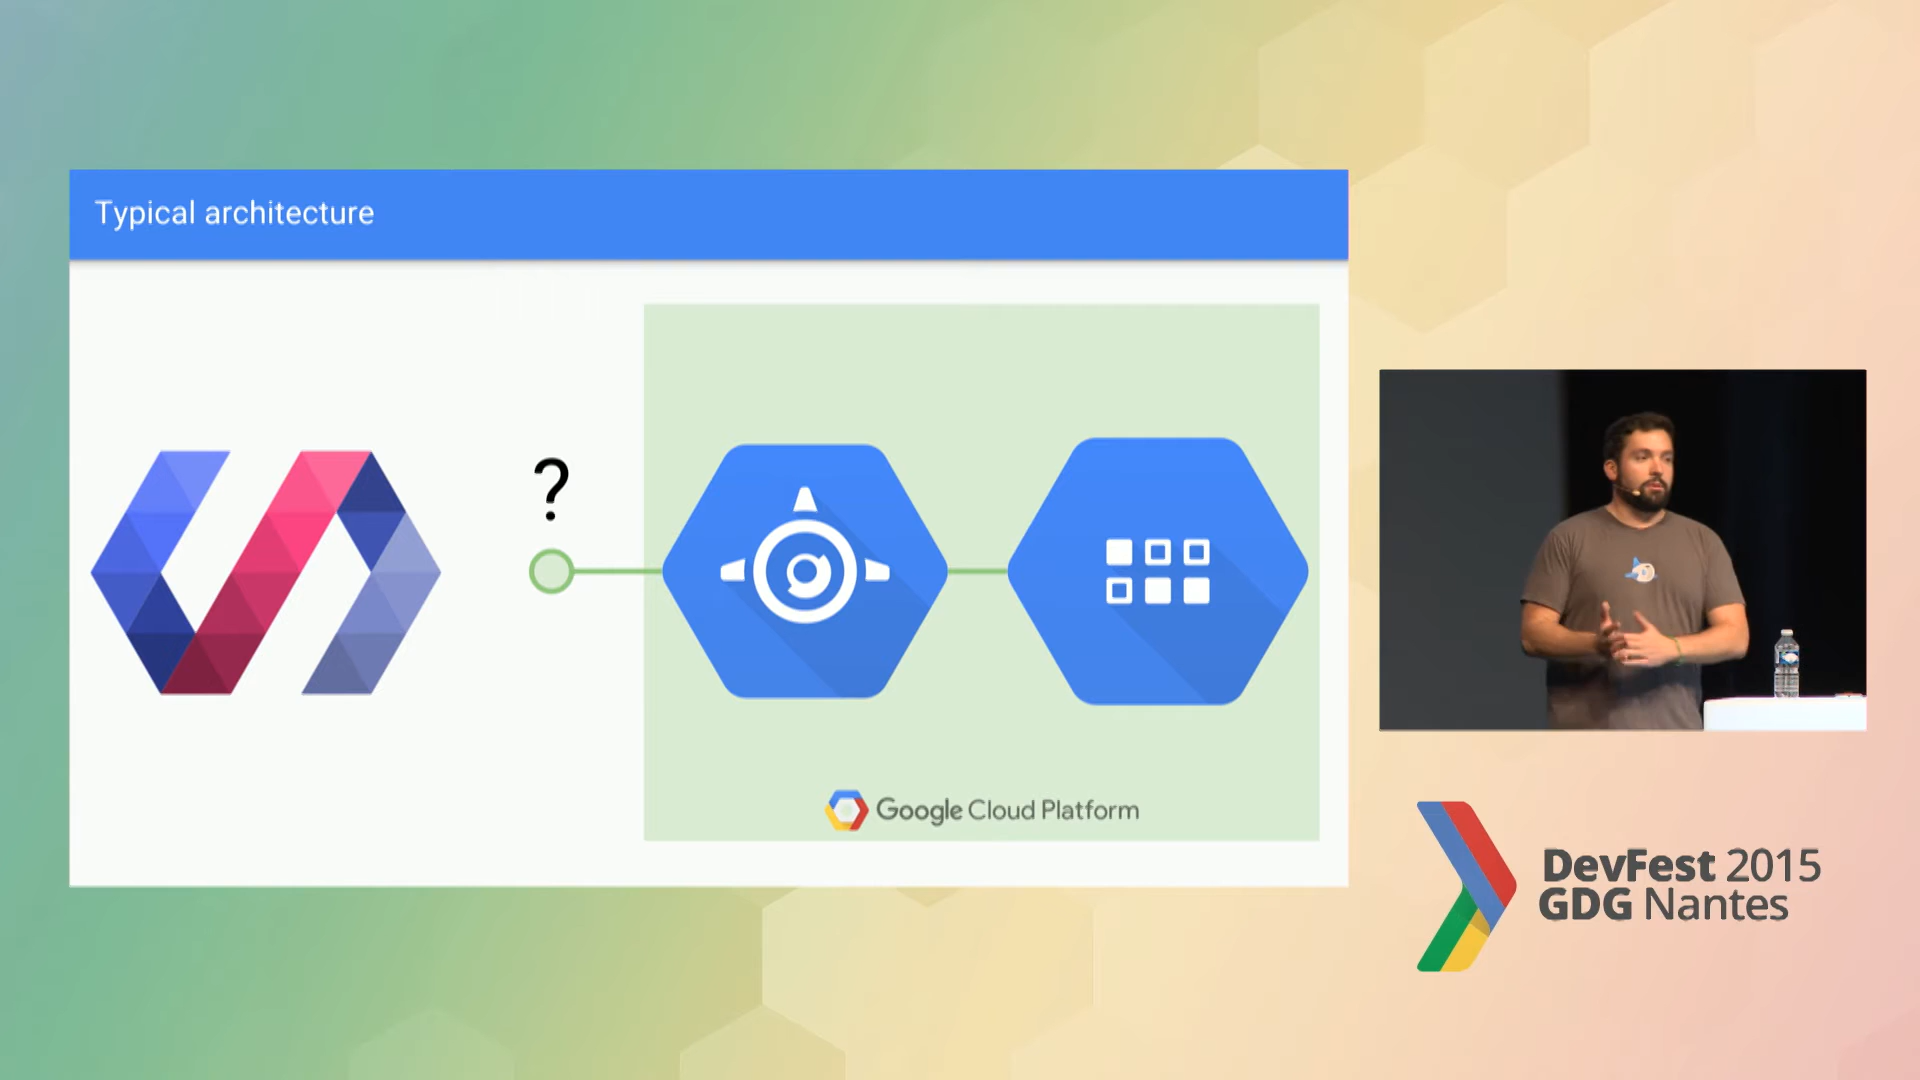 Typical architecture
?
Google Cloud Platform
DevFest 2015
GDG Nantes